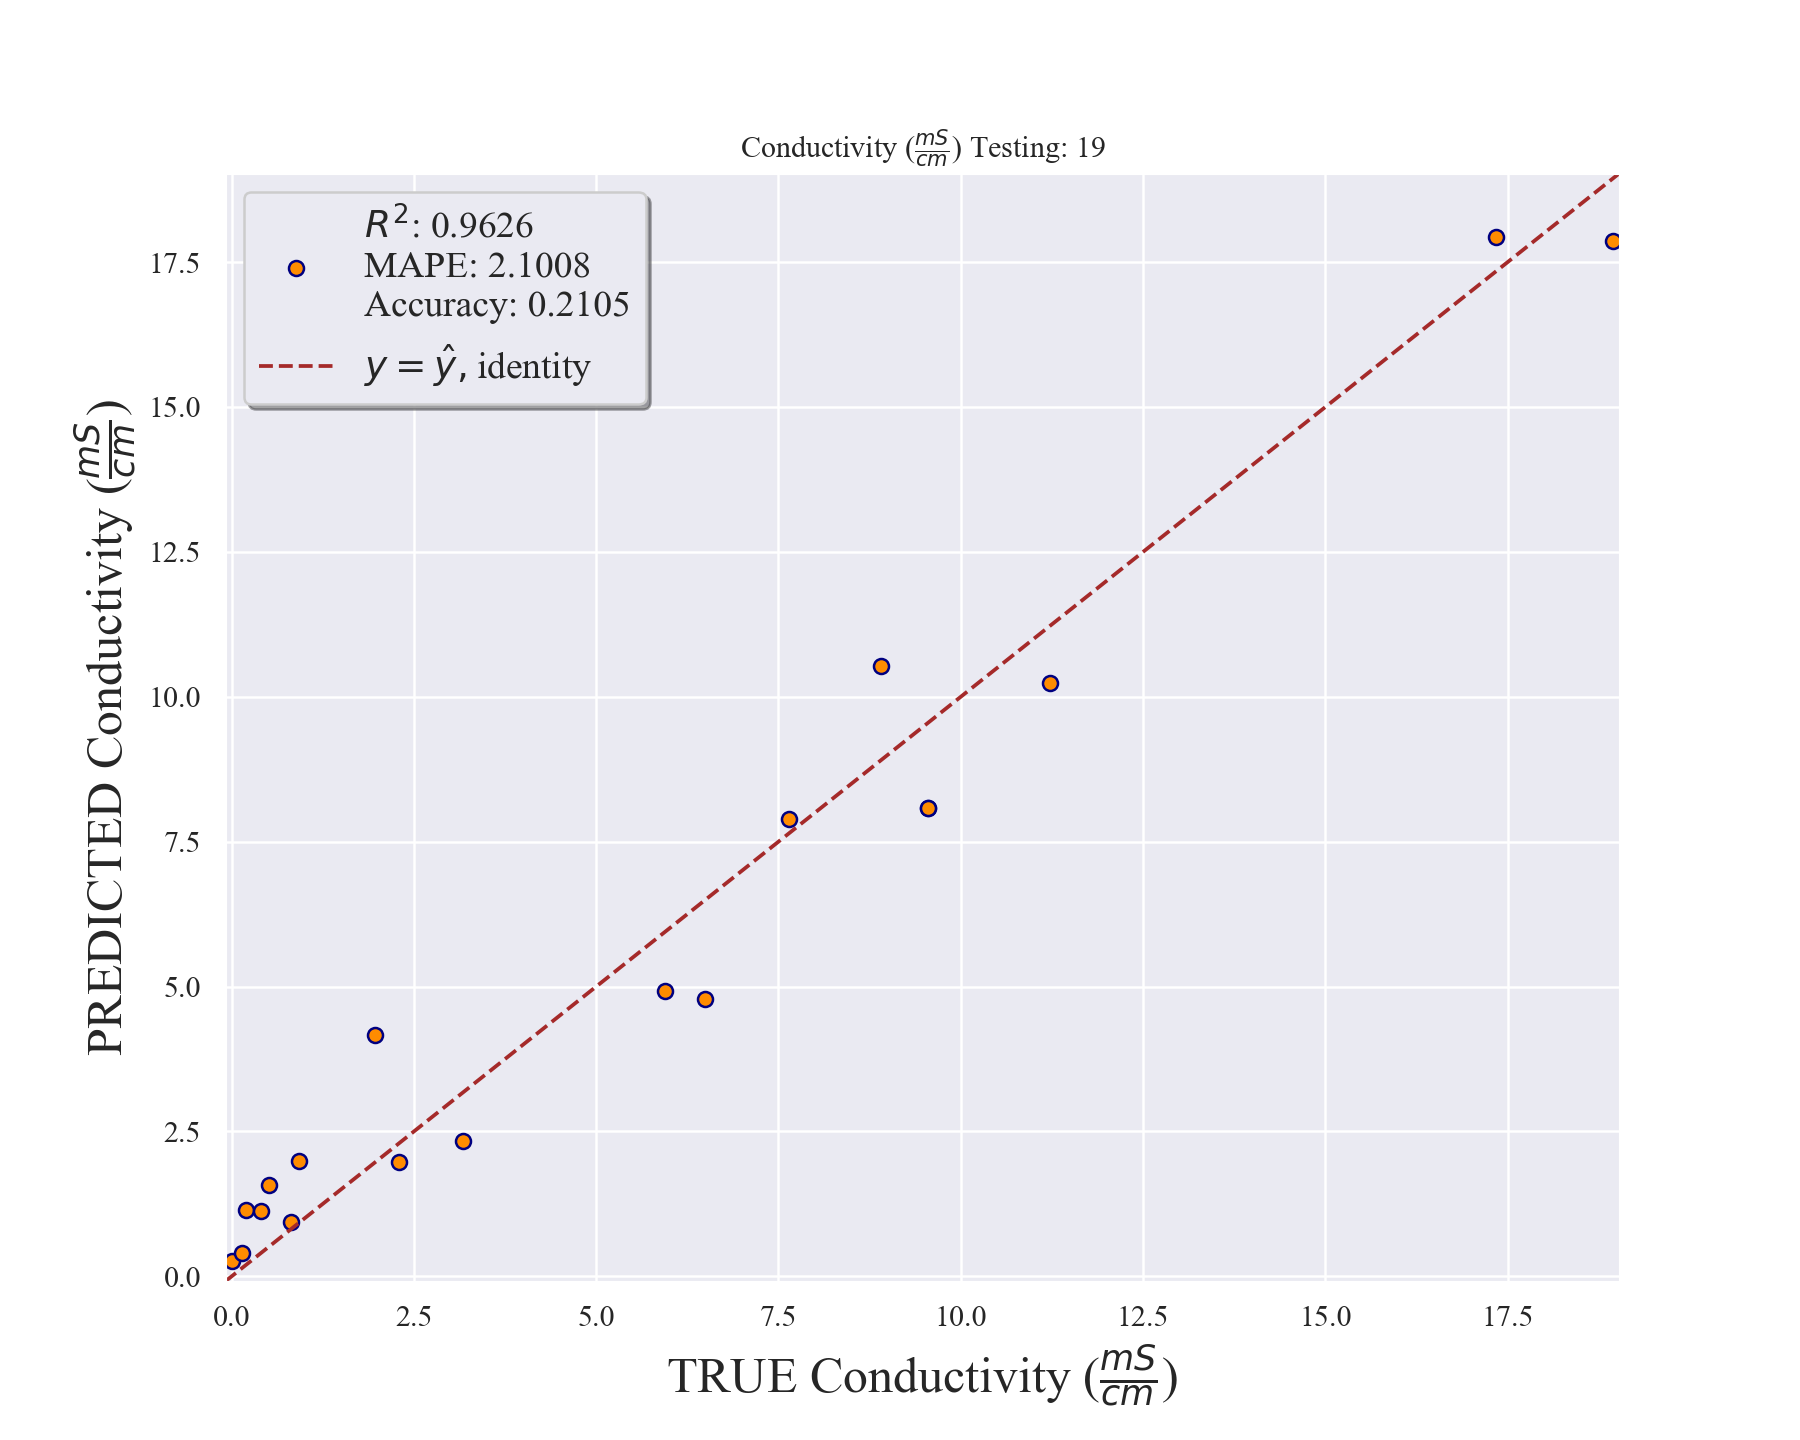 Conductivity (mS/cm) Testing: 19
R²: 0.9626
MAPE: 2.1008
Accuracy: 0.2105
y = ŷ, identity
PREDICTED Conductivity (mS/cm)
17.5
15.0
12.5
10.0
7.5
5.0
2.5
0.0
0.0 2.5 5.0 7.5 10.0 12.5 15.0 17.5
TRUE Conductivity (mS/cm)